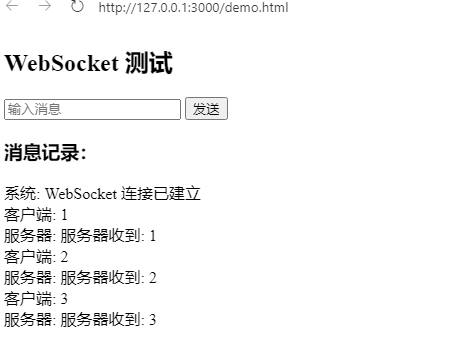 http://127.0.0.1:3000/demo.html
WebSocket 测试
输入消息 发送
消息记录：
系统: WebSocket 连接已建立
客户端: 1
服务器: 服务器收到: 1
客户端: 2
服务器: 服务器收到: 2
客户端: 3
服务器: 服务器收到: 3